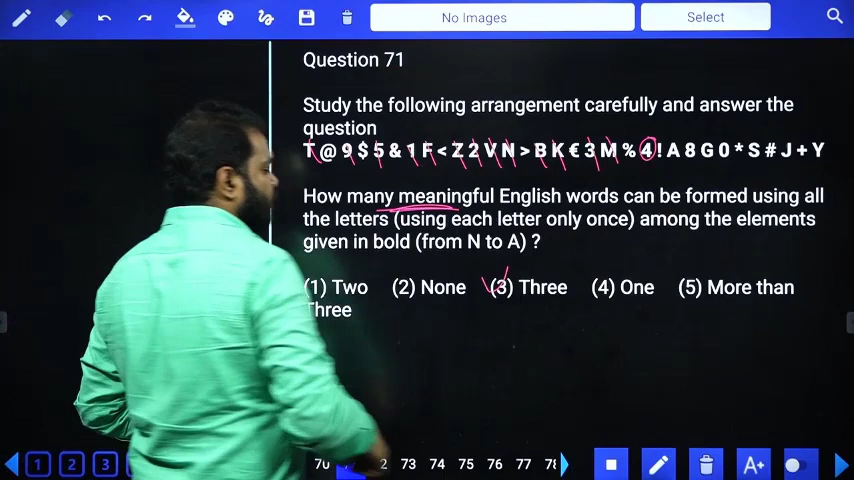 No Images
Select
Question 71
Study the following arrangement carefully and answer the
question
T @ 9 $ 5 & 1 F < Z 2 V N > B K € 3 M % 4 ! A 8 G 0 * S # J + Y
How many meaningful English words can be formed using all
the letters (using each letter only once) among the elements
given in bold (from N to A) ?
(1) Two (2) None (3) Three (4) One (5) More than
Three
1 2 3 70 2 73 74 75 76 77 A+